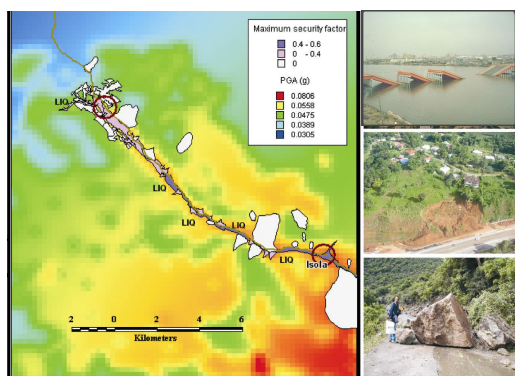 Maximum security factor
0.4 - 0.6
0 - 0.4
0
PGA (g)
0.0806
0.0558
0.0475
0.0389
0.0305
LIQ
LIQ
LIQ
LIQ
LIQ
Isola
2 0 2 4 6
Kilometers